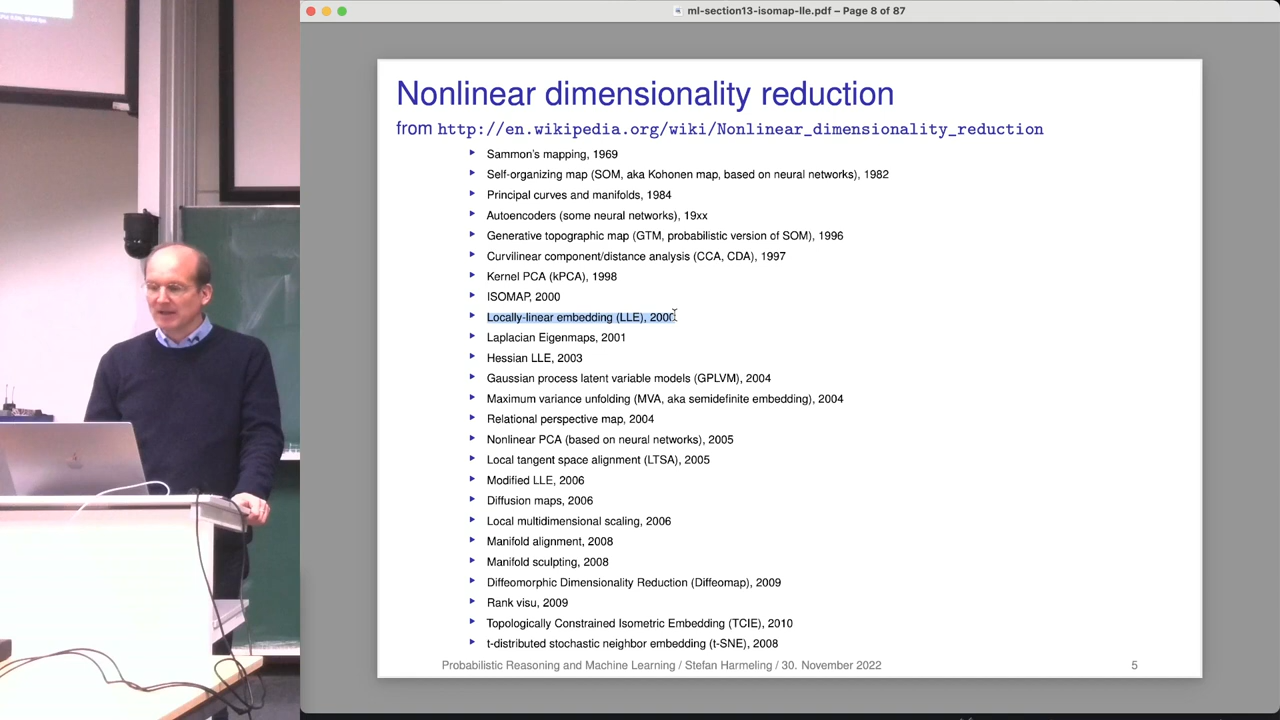 ml-section13-isomap-lle.pdf – Page 8 of 87
Nonlinear dimensionality reduction
from http://en.wikipedia.org/wiki/Nonlinear_dimensionality_reduction
Sammon's mapping, 1969
Self-organizing map (SOM, aka Kohonen map, based on neural networks), 1982
Principal curves and manifolds, 1984
Autoencoders (some neural networks), 19xx
Generative topographic map (GTM, probabilistic version of SOM), 1996
Curvilinear component/distance analysis (CCA, CDA), 1997
Kernel PCA (kPCA), 1998
ISOMAP, 2000
Locally-linear embedding (LLE), 2000
Laplacian Eigenmaps, 2001
Hessian LLE, 2003
Gaussian process latent variable models (GPLVM), 2004
Maximum variance unfolding (MVA, aka semidefinite embedding), 2004
Relational perspective map, 2004
Nonlinear PCA (based on neural networks), 2005
Local tangent space alignment (LTSA), 2005
Modified LLE, 2006
Diffusion maps, 2006
Local multidimensional scaling, 2006
Manifold alignment, 2008
Manifold sculpting, 2008
Diffeomorphic Dimensionality Reduction (Diffeomap), 2009
Rank visu, 2009
Topologically Constrained Isometric Embedding (TCIE), 2010
t-distributed stochastic neighbor embedding (t-SNE), 2008
Probabilistic Reasoning and Machine Learning / Stefan Harmeling / 30. November 2022
5